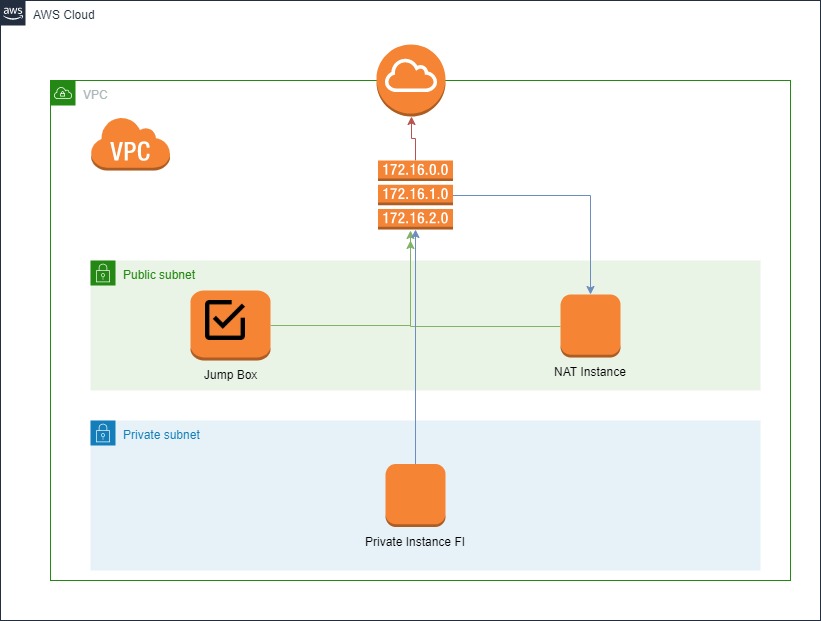 aws
AWS Cloud
VPC
VPC
172.16.0.0
172.16.1.0
172.16.2.0
Public subnet
Jump Box
NAT Instance
Private subnet
Private Instance FI